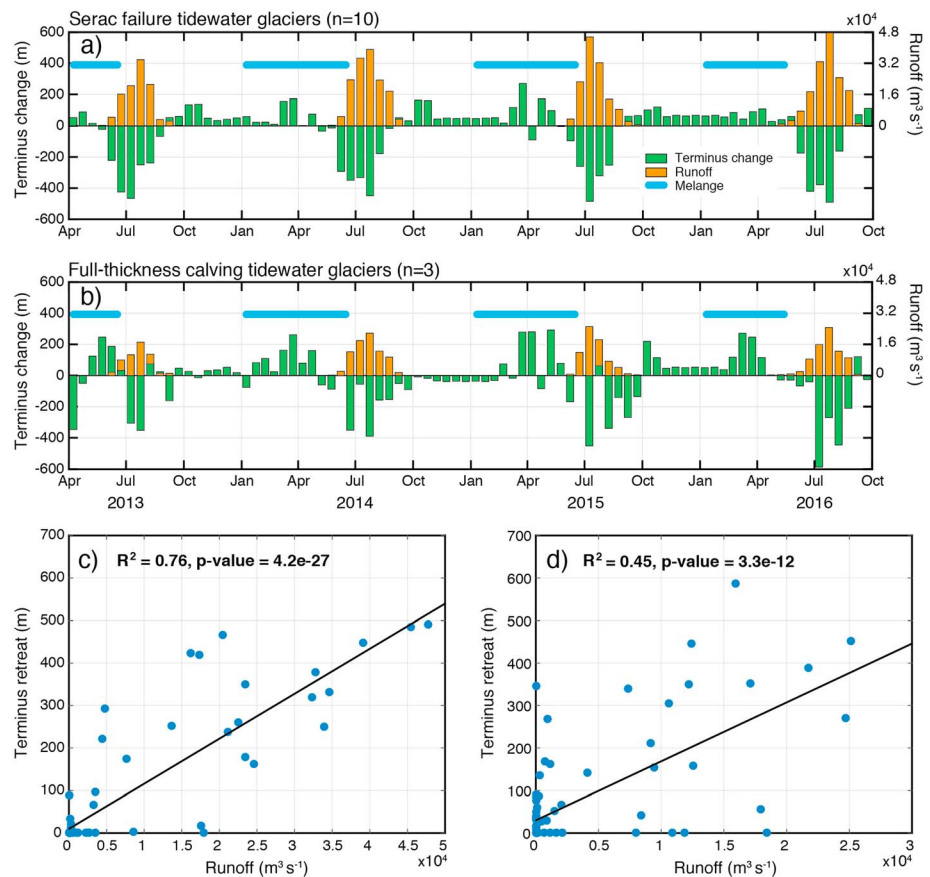 Serac failure tidewater glaciers (n=10)
x10⁴
a)
600
400
200
0
-200
-400
-600
Terminus change (m)
4.8
3.2
1.6
0
Runoff (m³ s⁻¹)
Terminus change
Runoff
Melange
Apr Jul Oct Jan Apr Jul Oct Jan Apr Jul Oct Jan Apr Jul Oct
Full-thickness calving tidewater glaciers (n=3)
x10⁴
b)
600
400
200
0
-200
-400
-600
Terminus change (m)
4.8
3.2
1.6
0
Runoff (m³ s⁻¹)
Apr Jul Oct Jan Apr Jul Oct Jan Apr Jul Oct Jan Apr Jul Oct
2013 2014 2015 2016
c)
R² = 0.76, p-value = 4.2e-27
700
600
500
400
300
200
100
0
Terminus retreat (m)
0 0.5 1.0 1.5 2.0 2.5 3.0 3.5 4.0 4.5 50
x10⁴
Runoff (m³ s⁻¹)
d)
R² = 0.45, p-value = 3.3e-12
700
600
500
400
300
200
100
0
Terminus retreat (m)
0 0.5 1.0 1.5 2.0 2.5 30
x10⁴
Runoff (m³ s⁻¹)